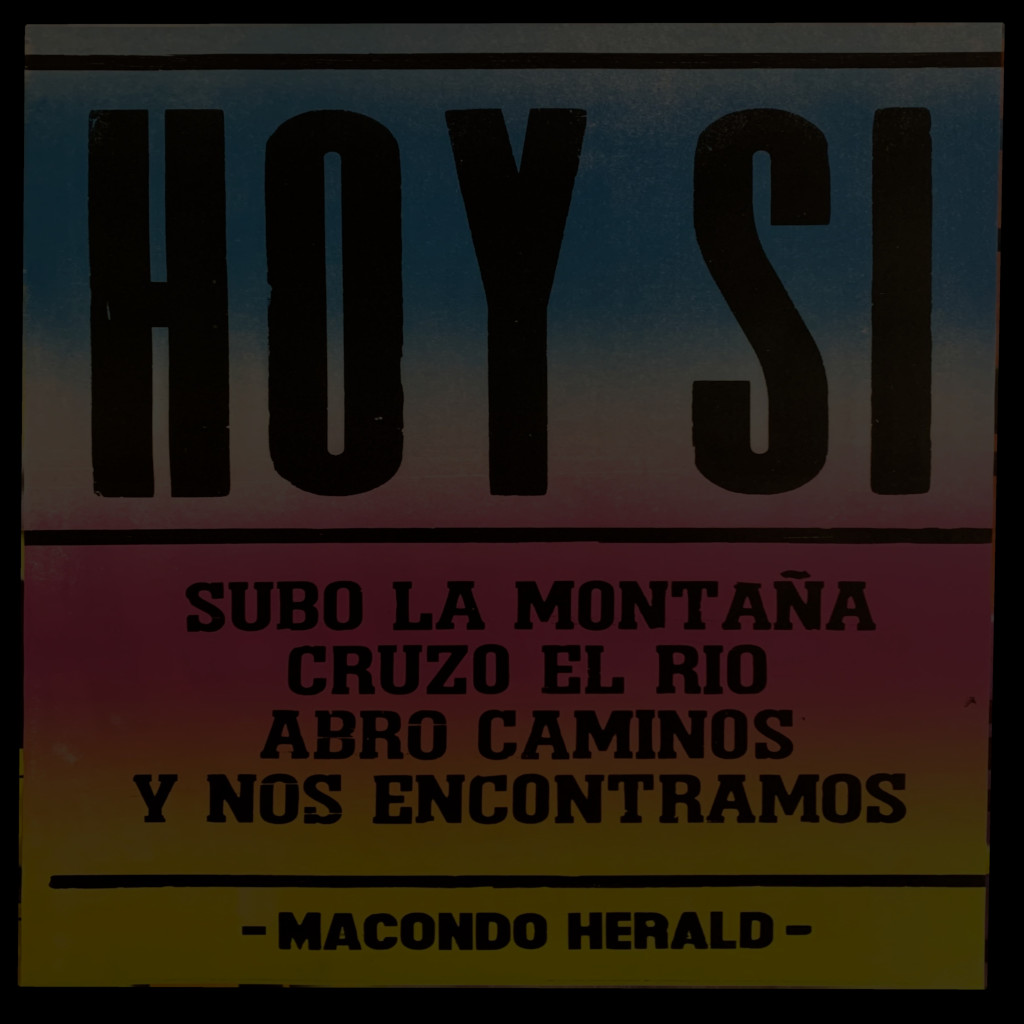 HOY SI
SUBO LA MONTAÑA
CRUZO EL RIO
ABRO CAMINOS
Y NOS ENCONTRAMOS
- MACONDO HERALD -